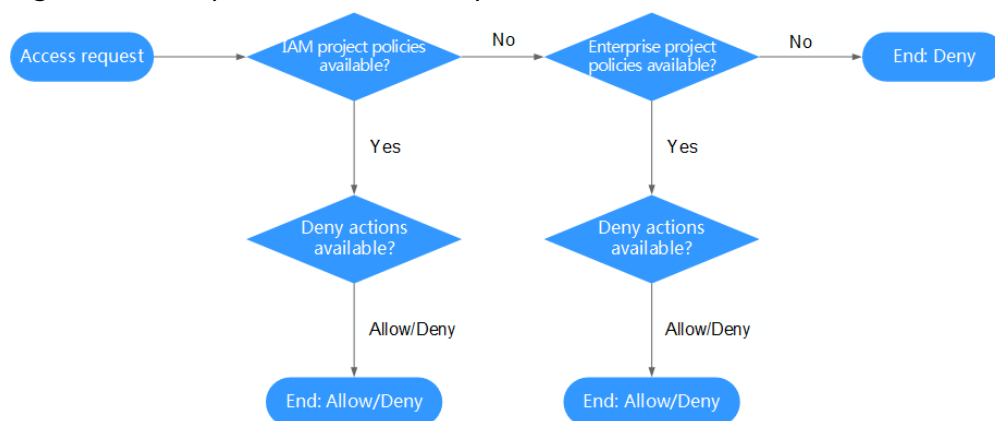 Access request
IAM project policies
available?
No
Enterprise project
policies available?
No
End: Deny
Yes
Yes
Deny actions
available?
Deny actions
available?
Allow/Deny
Allow/Deny
End: Allow/Deny
End: Allow/Deny